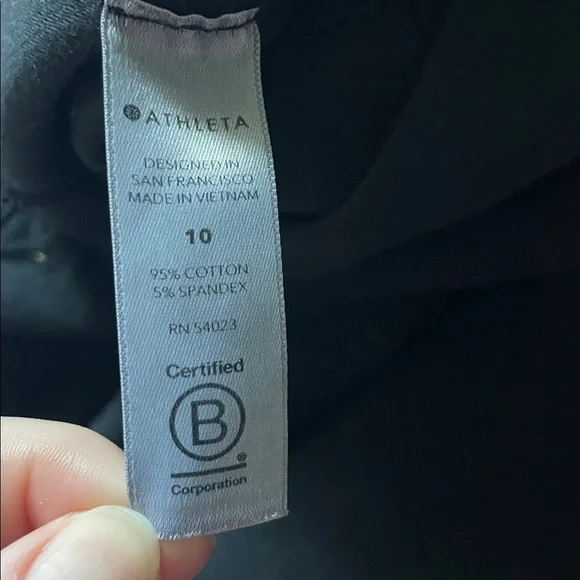 ATHLETA
DESIGNED IN
SAN FRANCISCO
MADE IN VIETNAM
10
95% COTTON
5% SPANDEX
RN 54023
Certified
B
®
Corporation